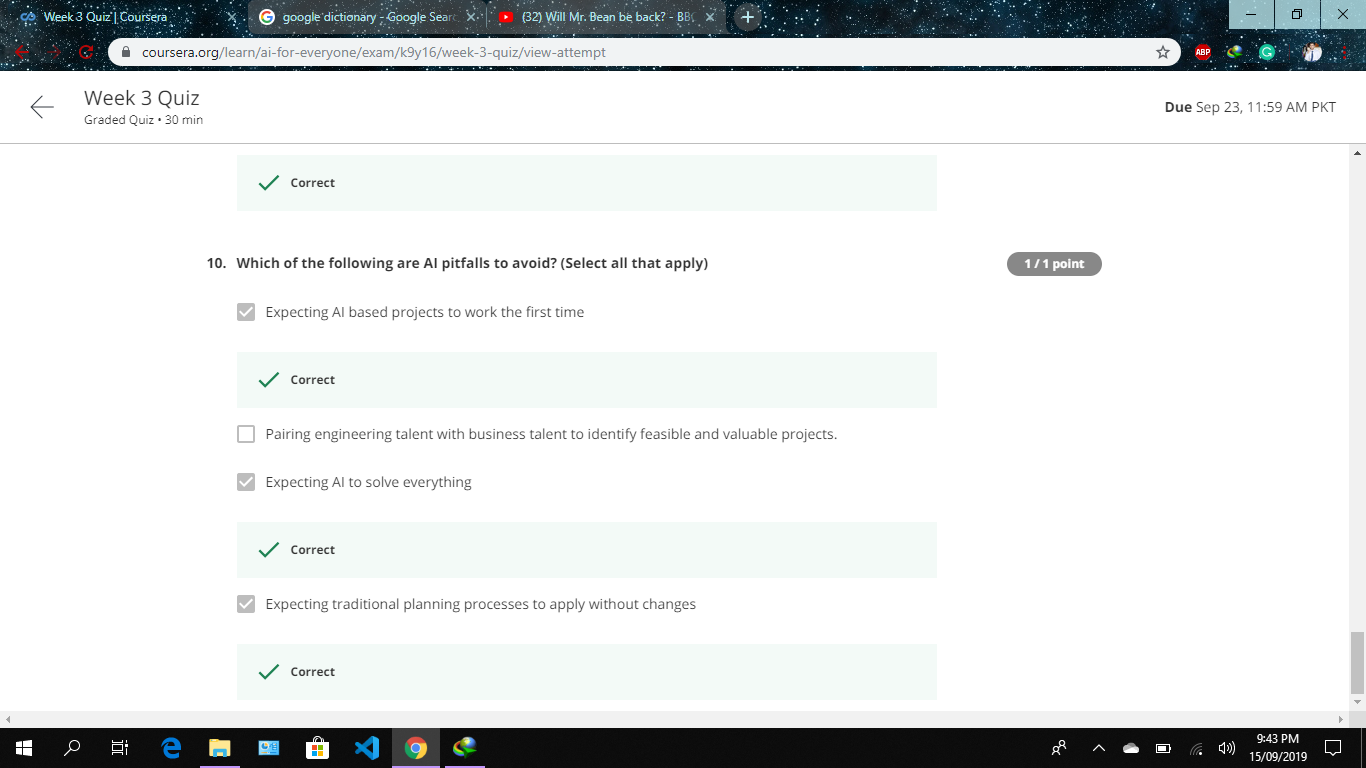 Week 3 Quiz | Coursera
google dictionary - Google Searc
(32) Will Mr. Bean be back? - BBC
coursera.org/learn/ai-for-everyone/exam/k9y16/week-3-quiz/view-attempt
ABP
Week 3 Quiz
Graded Quiz • 30 min
Due Sep 23, 11:59 AM PKT
Correct
10. Which of the following are AI pitfalls to avoid? (Select all that apply)
1 / 1 point
Expecting AI based projects to work the first time
Correct
Pairing engineering talent with business talent to identify feasible and valuable projects.
Expecting AI to solve everything
Correct
Expecting traditional planning processes to apply without changes
Correct
9:43 PM
15/09/2019